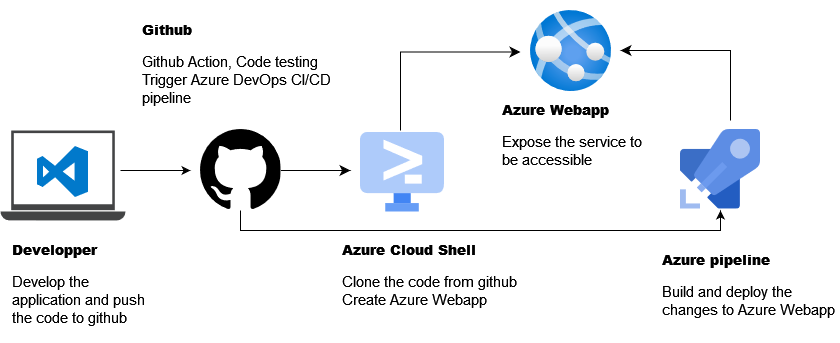 Github
Github Action, Code testing
Trigger Azure DevOps CI/CD
pipeline
Azure Webapp
Expose the service to
be accessible
Developper
Develop the
application and push
the code to github
Azure Cloud Shell
Clone the code from github
Create Azure Webapp
Azure pipeline
Build and deploy the
changes to Azure Webapp